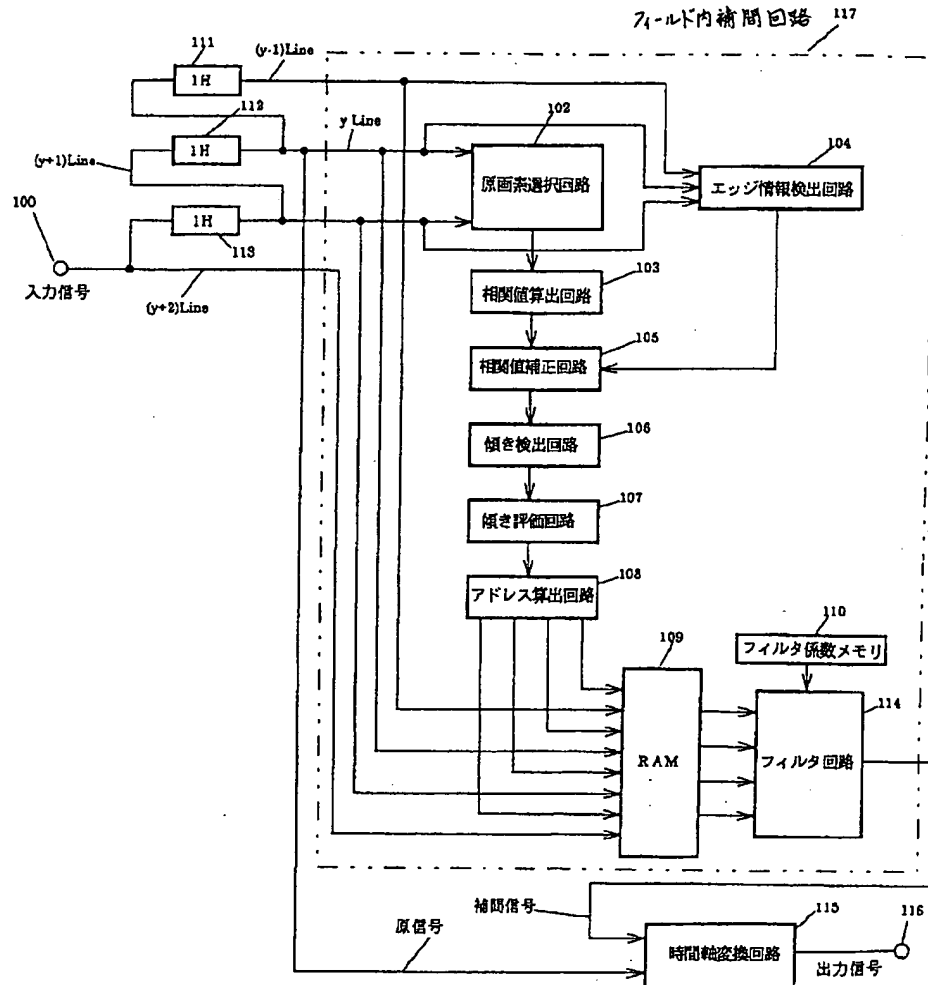 フィールド内補間回路
117
111
(y-1)Line
1H
112
102
y Line
1H
104
(y+1)Line
原画素選択回路
エッジ情報検出回路
100
1H
113
103
入力信号
相関値算出回路
(y+2)Line
105
相関値補正回路
106
傾き検出回路
107
傾き評価回路
108
アドレス算出回路
110
109
フィルタ係数メモリ
114
RAM
フィルタ回路
補間信号
115
116
原信号
時間軸変換回路
出力信号